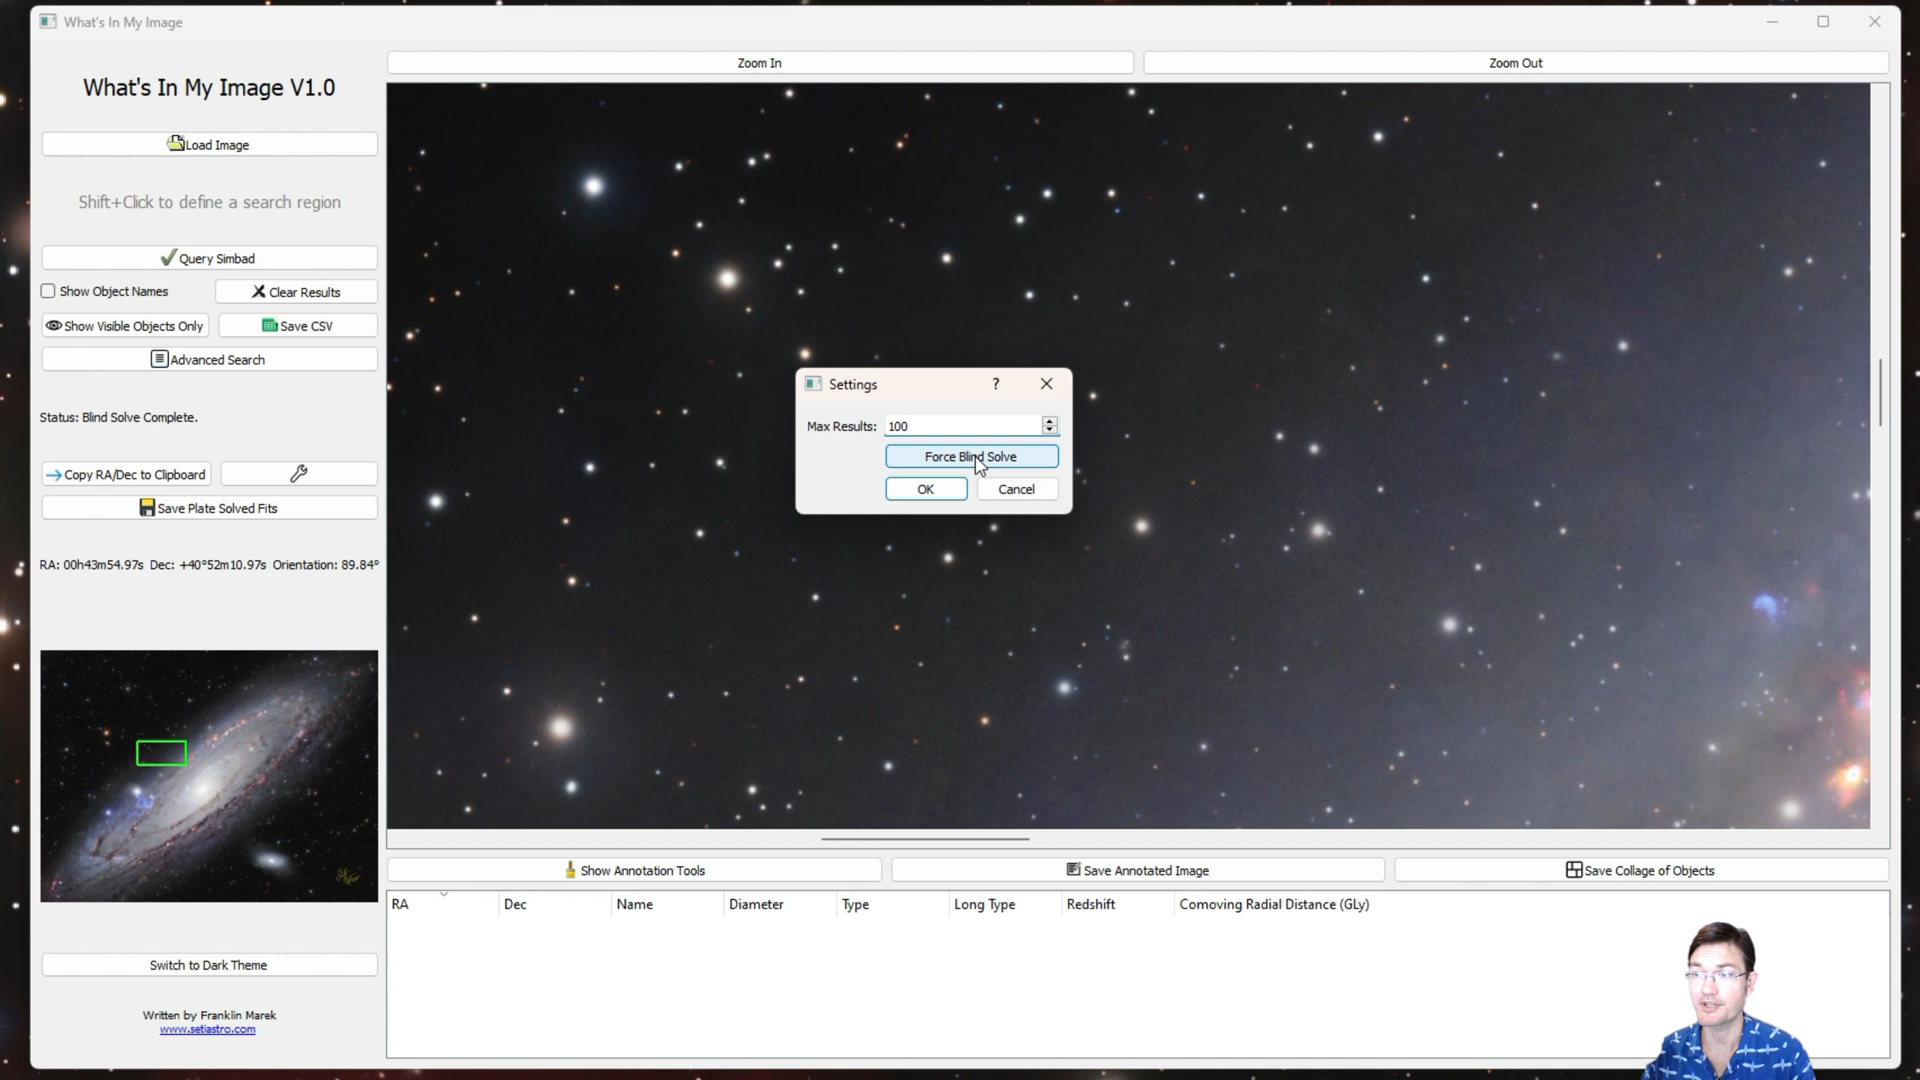 What's In My Image
What's In My Image V1.0
Load Image
Shift+Click to define a search region
Query Simbad
Show Object Names
Clear Results
Show Visible Objects Only
Save CSV
Advanced Search
Status: Blind Solve Complete.
Copy RA/Dec to Clipboard
Save Plate Solved Fits
RA: 00h43m54.97s Dec: +40°52m10.97s Orientation: 89.84°
Switch to Dark Theme
Written by Franklin Marek
www.setiastro.com
Zoom In
Zoom Out
Settings
?
Max Results: 100
Force Blind Solve
OK
Cancel
Show Annotation Tools
Save Annotated Image
Save Collage of Objects
RA Dec Name Diameter Type Long Type Redshift Comoving Radial Distance (GLy)